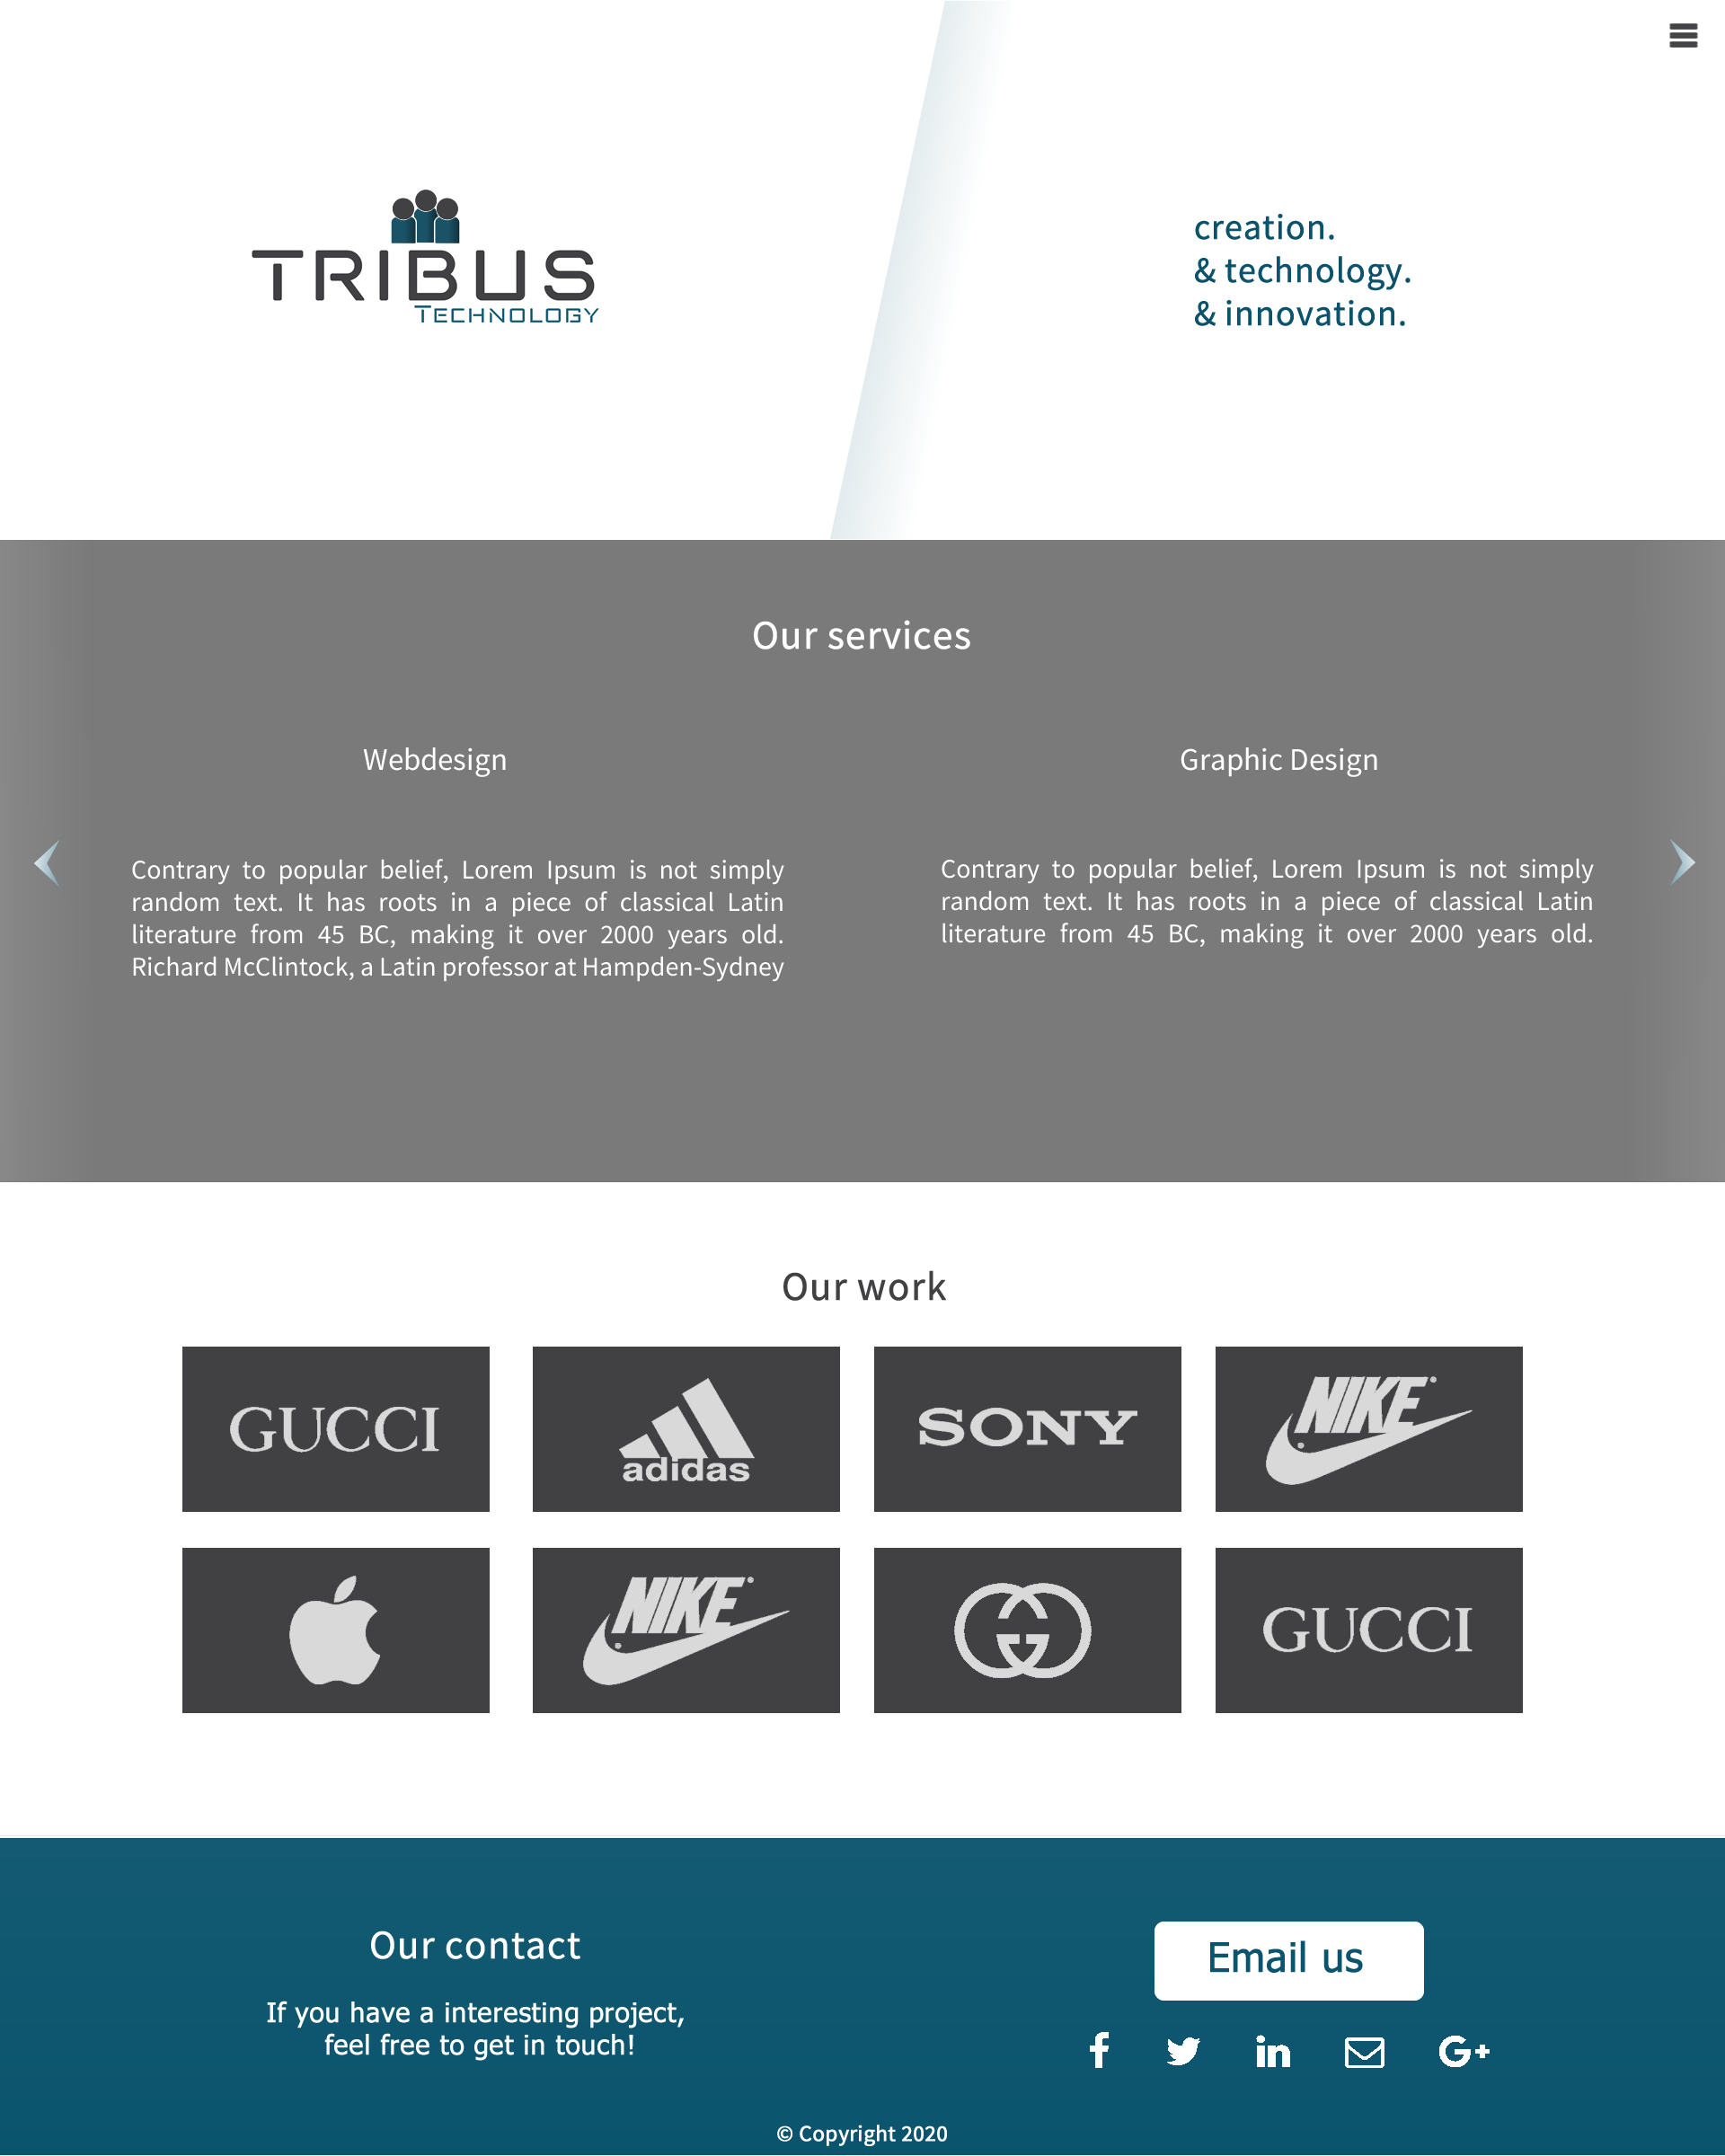 TRIBUS
TECHNOLOGY
creation.
& technology.
& innovation.
Our services
Webdesign
Contrary to popular belief, Lorem Ipsum is not simply
random text. It has roots in a piece of classical Latin
literature from 45 BC, making it over 2000 years old.
Richard McClintock, a Latin professor at Hampden-Sydney
Graphic Design
Contrary to popular belief, Lorem Ipsum is not simply
random text. It has roots in a piece of classical Latin
literature from 45 BC, making it over 2000 years old.
Our work
GUCCI
adidas
SONY
NIKE
NIKE
GUCCI
Our contact
If you have a interesting project,
feel free to get in touch!
Email us
© Copyright 2020